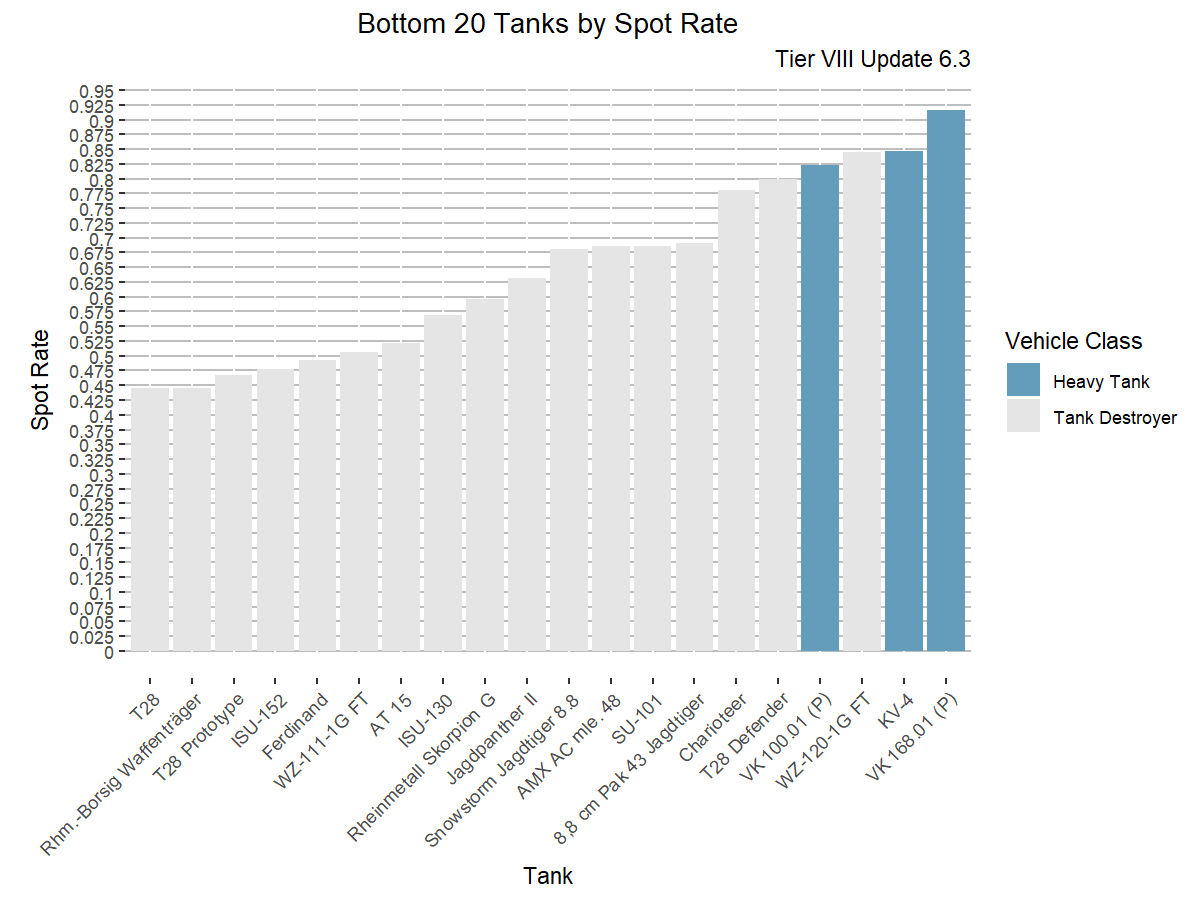 Bottom 20 Tanks by Spot Rate
Tier VIII Update 6.3
0.95
0.925
0.9
0.875
0.85
0.825
0.8
0.775
0.75
0.725
0.7
0.675
0.65
0.625
0.6
0.575
0.55
0.525
0.5
0.475
0.45
0.425
0.4
0.375
0.35
0.325
0.3
0.275
0.25
0.225
0.2
0.175
0.15
0.125
0.1
0.075
0.05
0.025
0
Spot Rate
T28
Rhm.-Borsig Waffenträger
T28 Prototype
ISU-152
Ferdinand
WZ-111-1G FT
AT 15
ISU-130
Rheinmetall Skorpion G
Jagdpanther II
Snowstorm Jagdtiger 8.8
AMX AC mle. 48
SU-101
8,8 cm Pak 43 Jagdtiger
Charioteer
T28 Defender
VK 100.01 (P)
WZ-120-1G FT
KV-4
VK 168.01 (P)
Tank
Vehicle Class
Heavy Tank
Tank Destroyer